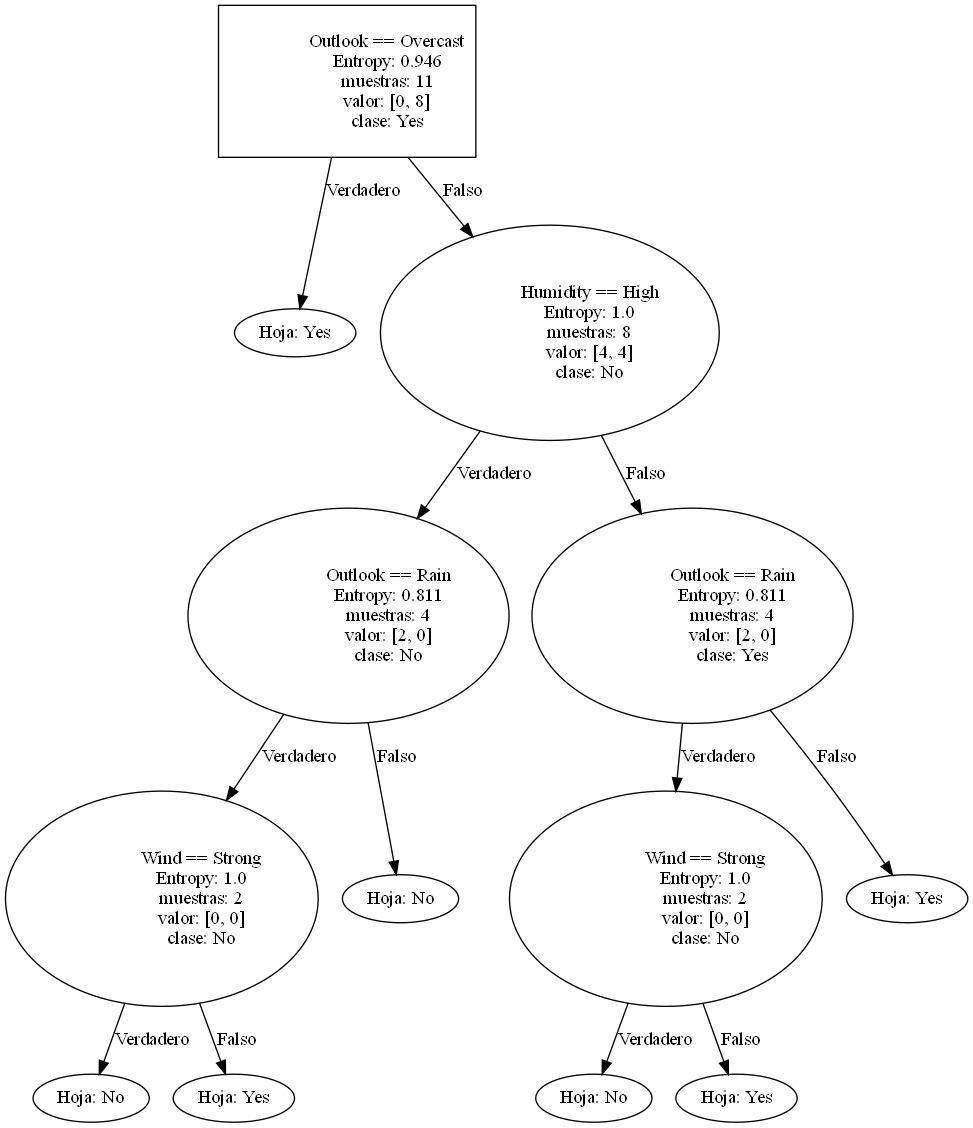 Outlook == Overcast
Entropy: 0.946
muestras: 11
valor: [0, 8]
clase: Yes
Verdadero
Falso
Hoja: Yes
Humidity == High
Entropy: 1.0
muestras: 8
valor: [4, 4]
clase: No
Verdadero
Falso
Outlook == Rain
Entropy: 0.811
muestras: 4
valor: [2, 0]
clase: No
Outlook == Rain
Entropy: 0.811
muestras: 4
valor: [2, 0]
clase: Yes
Verdadero
Falso
Verdadero
Falso
Wind == Strong
Entropy: 1.0
muestras: 2
valor: [0, 0]
clase: No
Hoja: No
Wind == Strong
Entropy: 1.0
muestras: 2
valor: [0, 0]
clase: No
Hoja: Yes
Verdadero
Falso
Verdadero
Falso
Hoja: No
Hoja: Yes
Hoja: No
Hoja: Yes